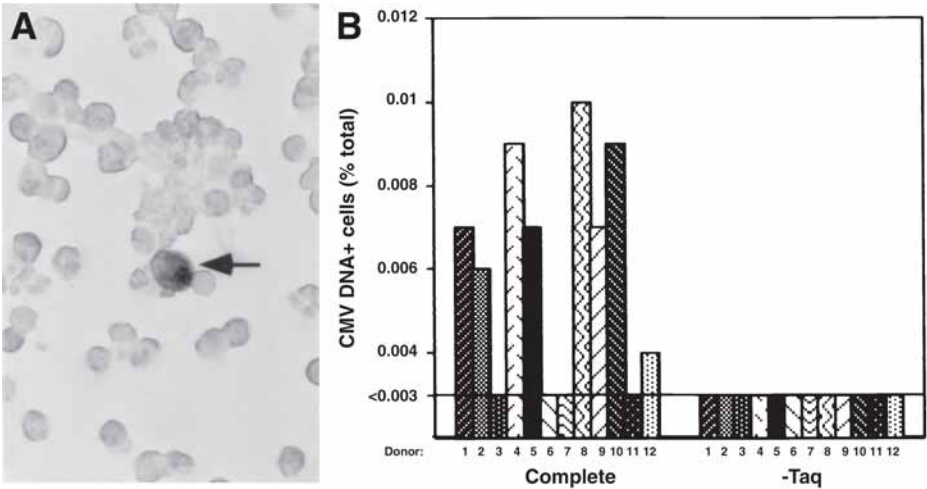 A
B
CMV DNA+ cells (% total)
0.012
0.01
0.008
0.006
0.004
<0.003
Donor: 1 2 3 4 5 6 7 8 9 10 11 12 1 2 3 4 5 6 7 8 9 10 11 12
Complete -Taq